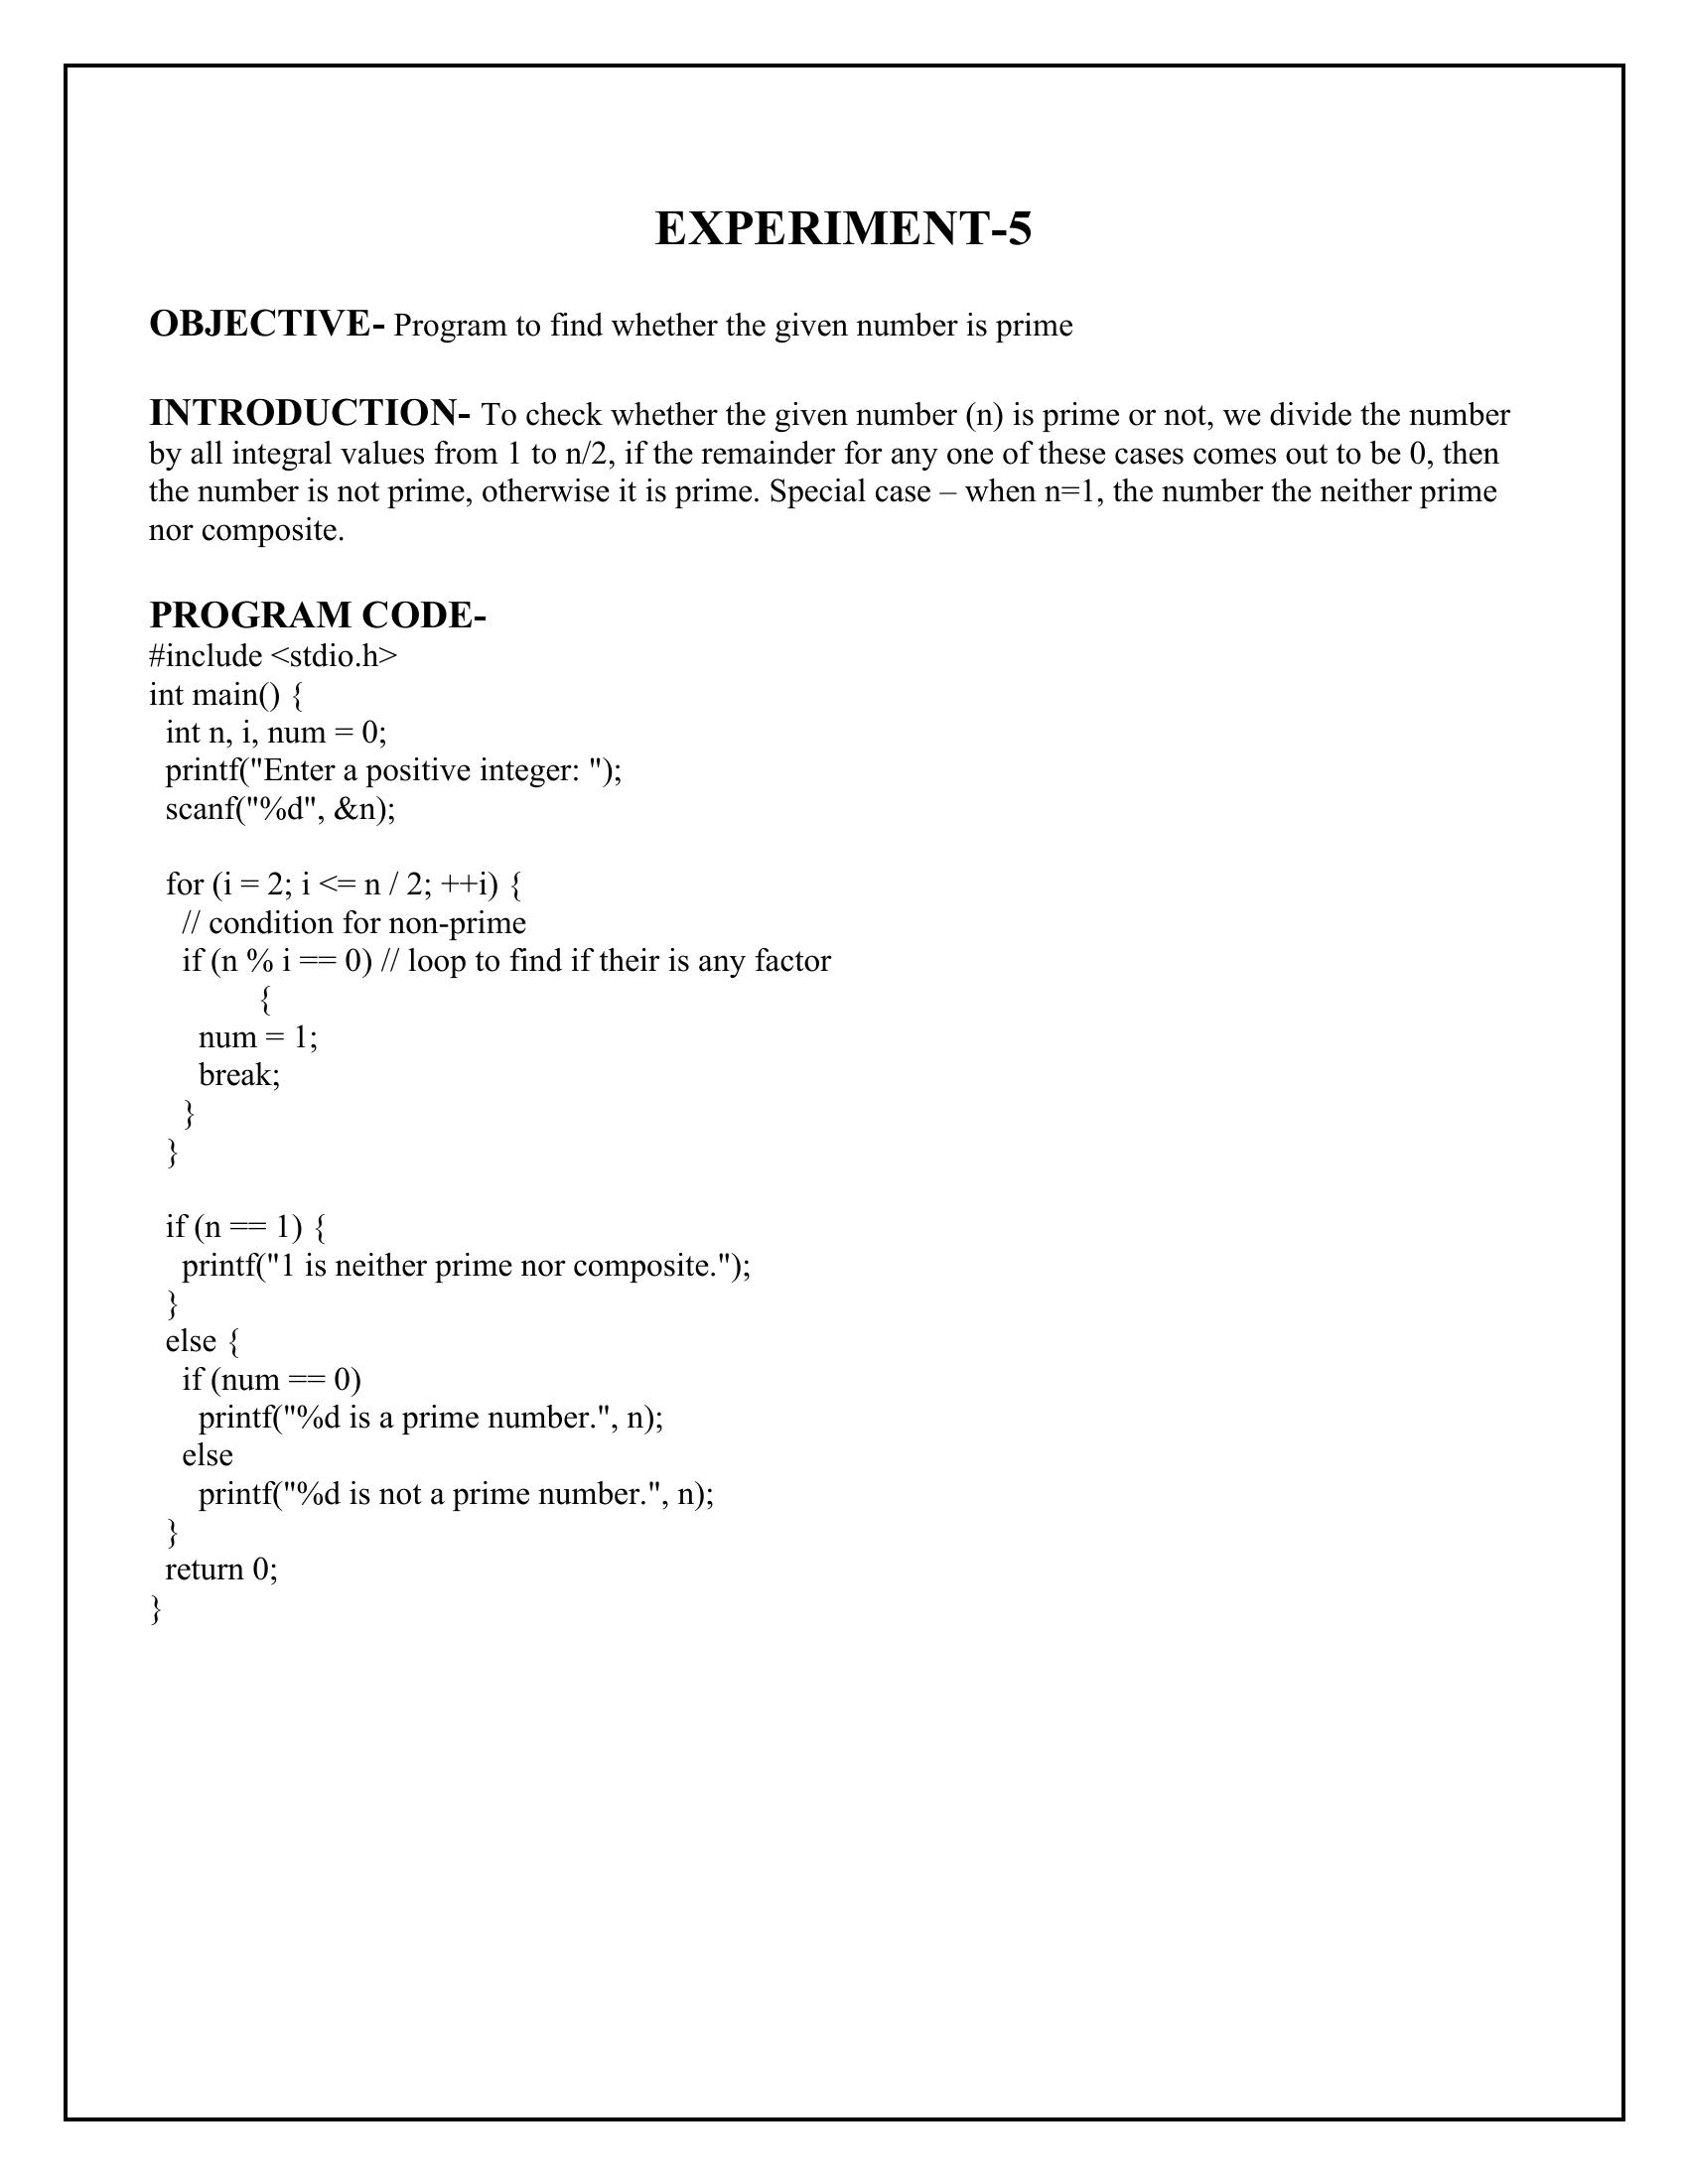 EXPERIMENT-5
OBJECTIVE- Program to find whether the given number is prime
INTRODUCTION- To check whether the given number (n) is prime or not, we divide the number
by all integral values from 1 to n/2, if the remainder for any one of these cases comes out to be 0, then
the number is not prime, otherwise it is prime. Special case – when n=1, the number the neither prime
nor composite.
PROGRAM CODE-
#include <stdio.h>
int main() {
  int n, i, num = 0;
  printf("Enter a positive integer: ");
  scanf("%d", &n);

  for (i = 2; i <= n / 2; ++i) {
    // condition for non-prime
    if (n % i == 0) // loop to find if their is any factor
             {
      num = 1;
      break;
    }
  }

  if (n == 1) {
    printf("1 is neither prime nor composite.");
  }
  else {
    if (num == 0)
      printf("%d is a prime number.", n);
    else
      printf("%d is not a prime number.", n);
  }
  return 0;
}